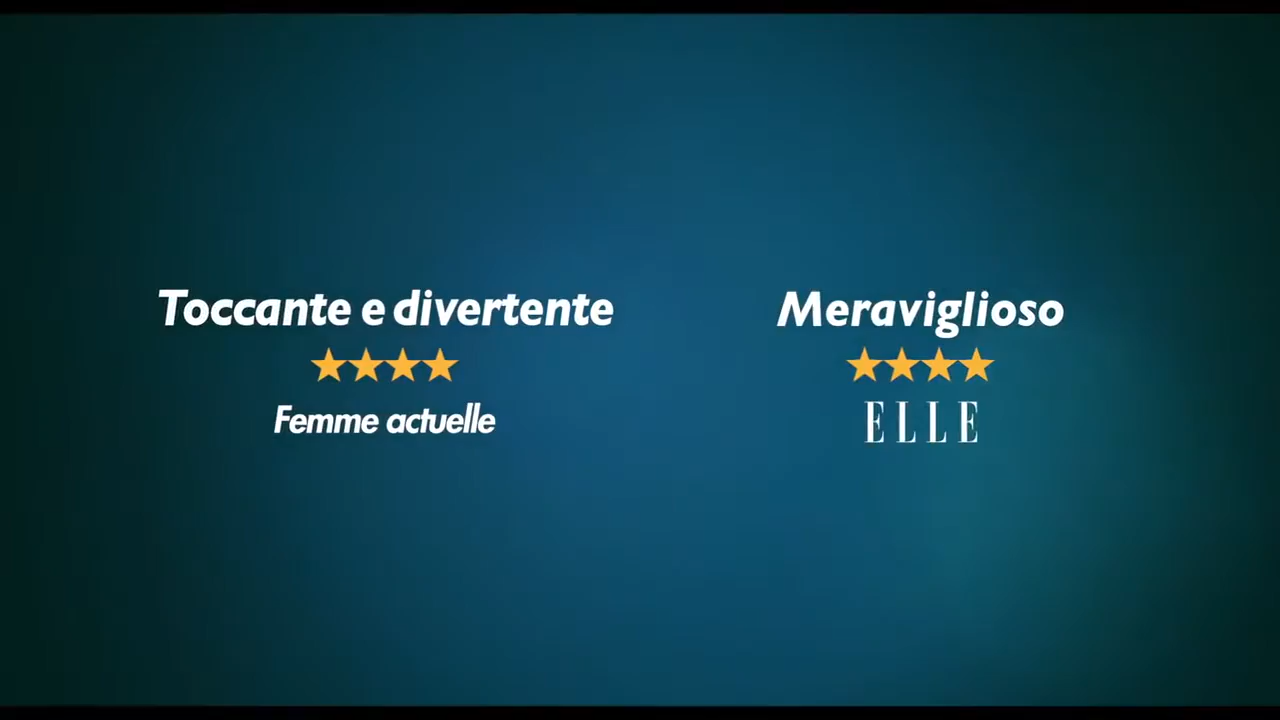 Toccante e divertente
★★★★
Femme actuelle
Meraviglioso
★★★★
ELLE